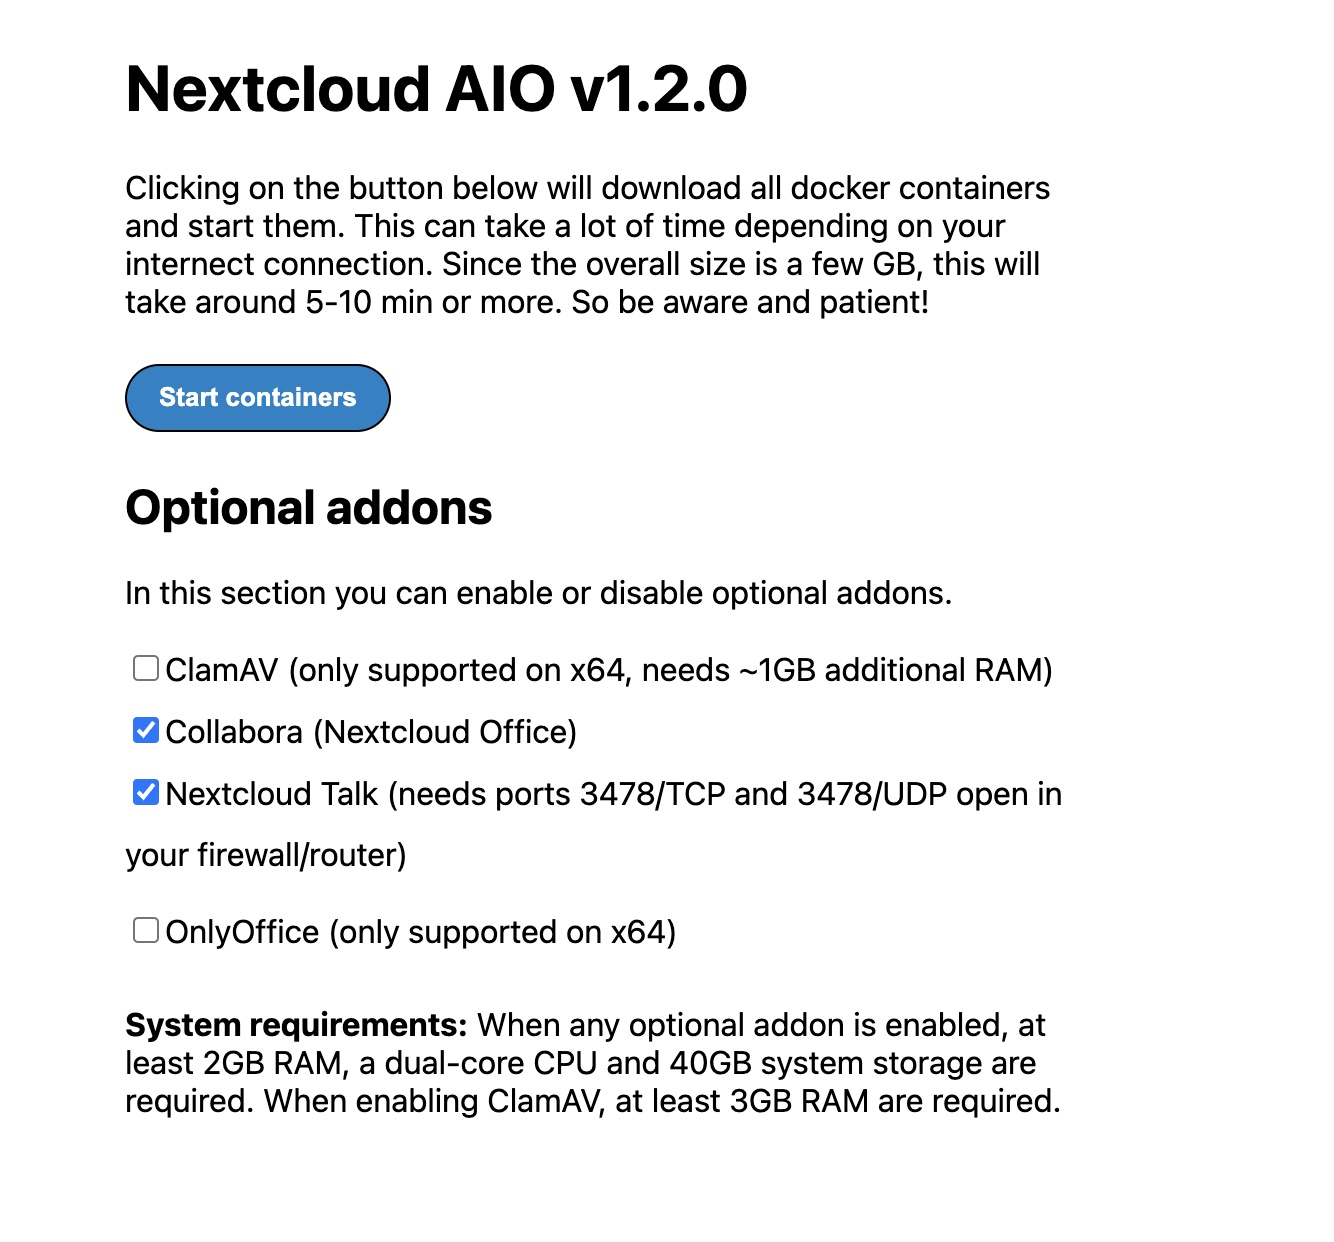 Nextcloud AIO v1.2.0
Clicking on the button below will download all docker containers
and start them. This can take a lot of time depending on your
internect connection. Since the overall size is a few GB, this will
take around 5-10 min or more. So be aware and patient!
Start containers
Optional addons
In this section you can enable or disable optional addons.
ClamAV (only supported on x64, needs ~1GB additional RAM)
Collabora (Nextcloud Office)
Nextcloud Talk (needs ports 3478/TCP and 3478/UDP open in
your firewall/router)
OnlyOffice (only supported on x64)
System requirements: When any optional addon is enabled, at
least 2GB RAM, a dual-core CPU and 40GB system storage are
required. When enabling ClamAV, at least 3GB RAM are required.